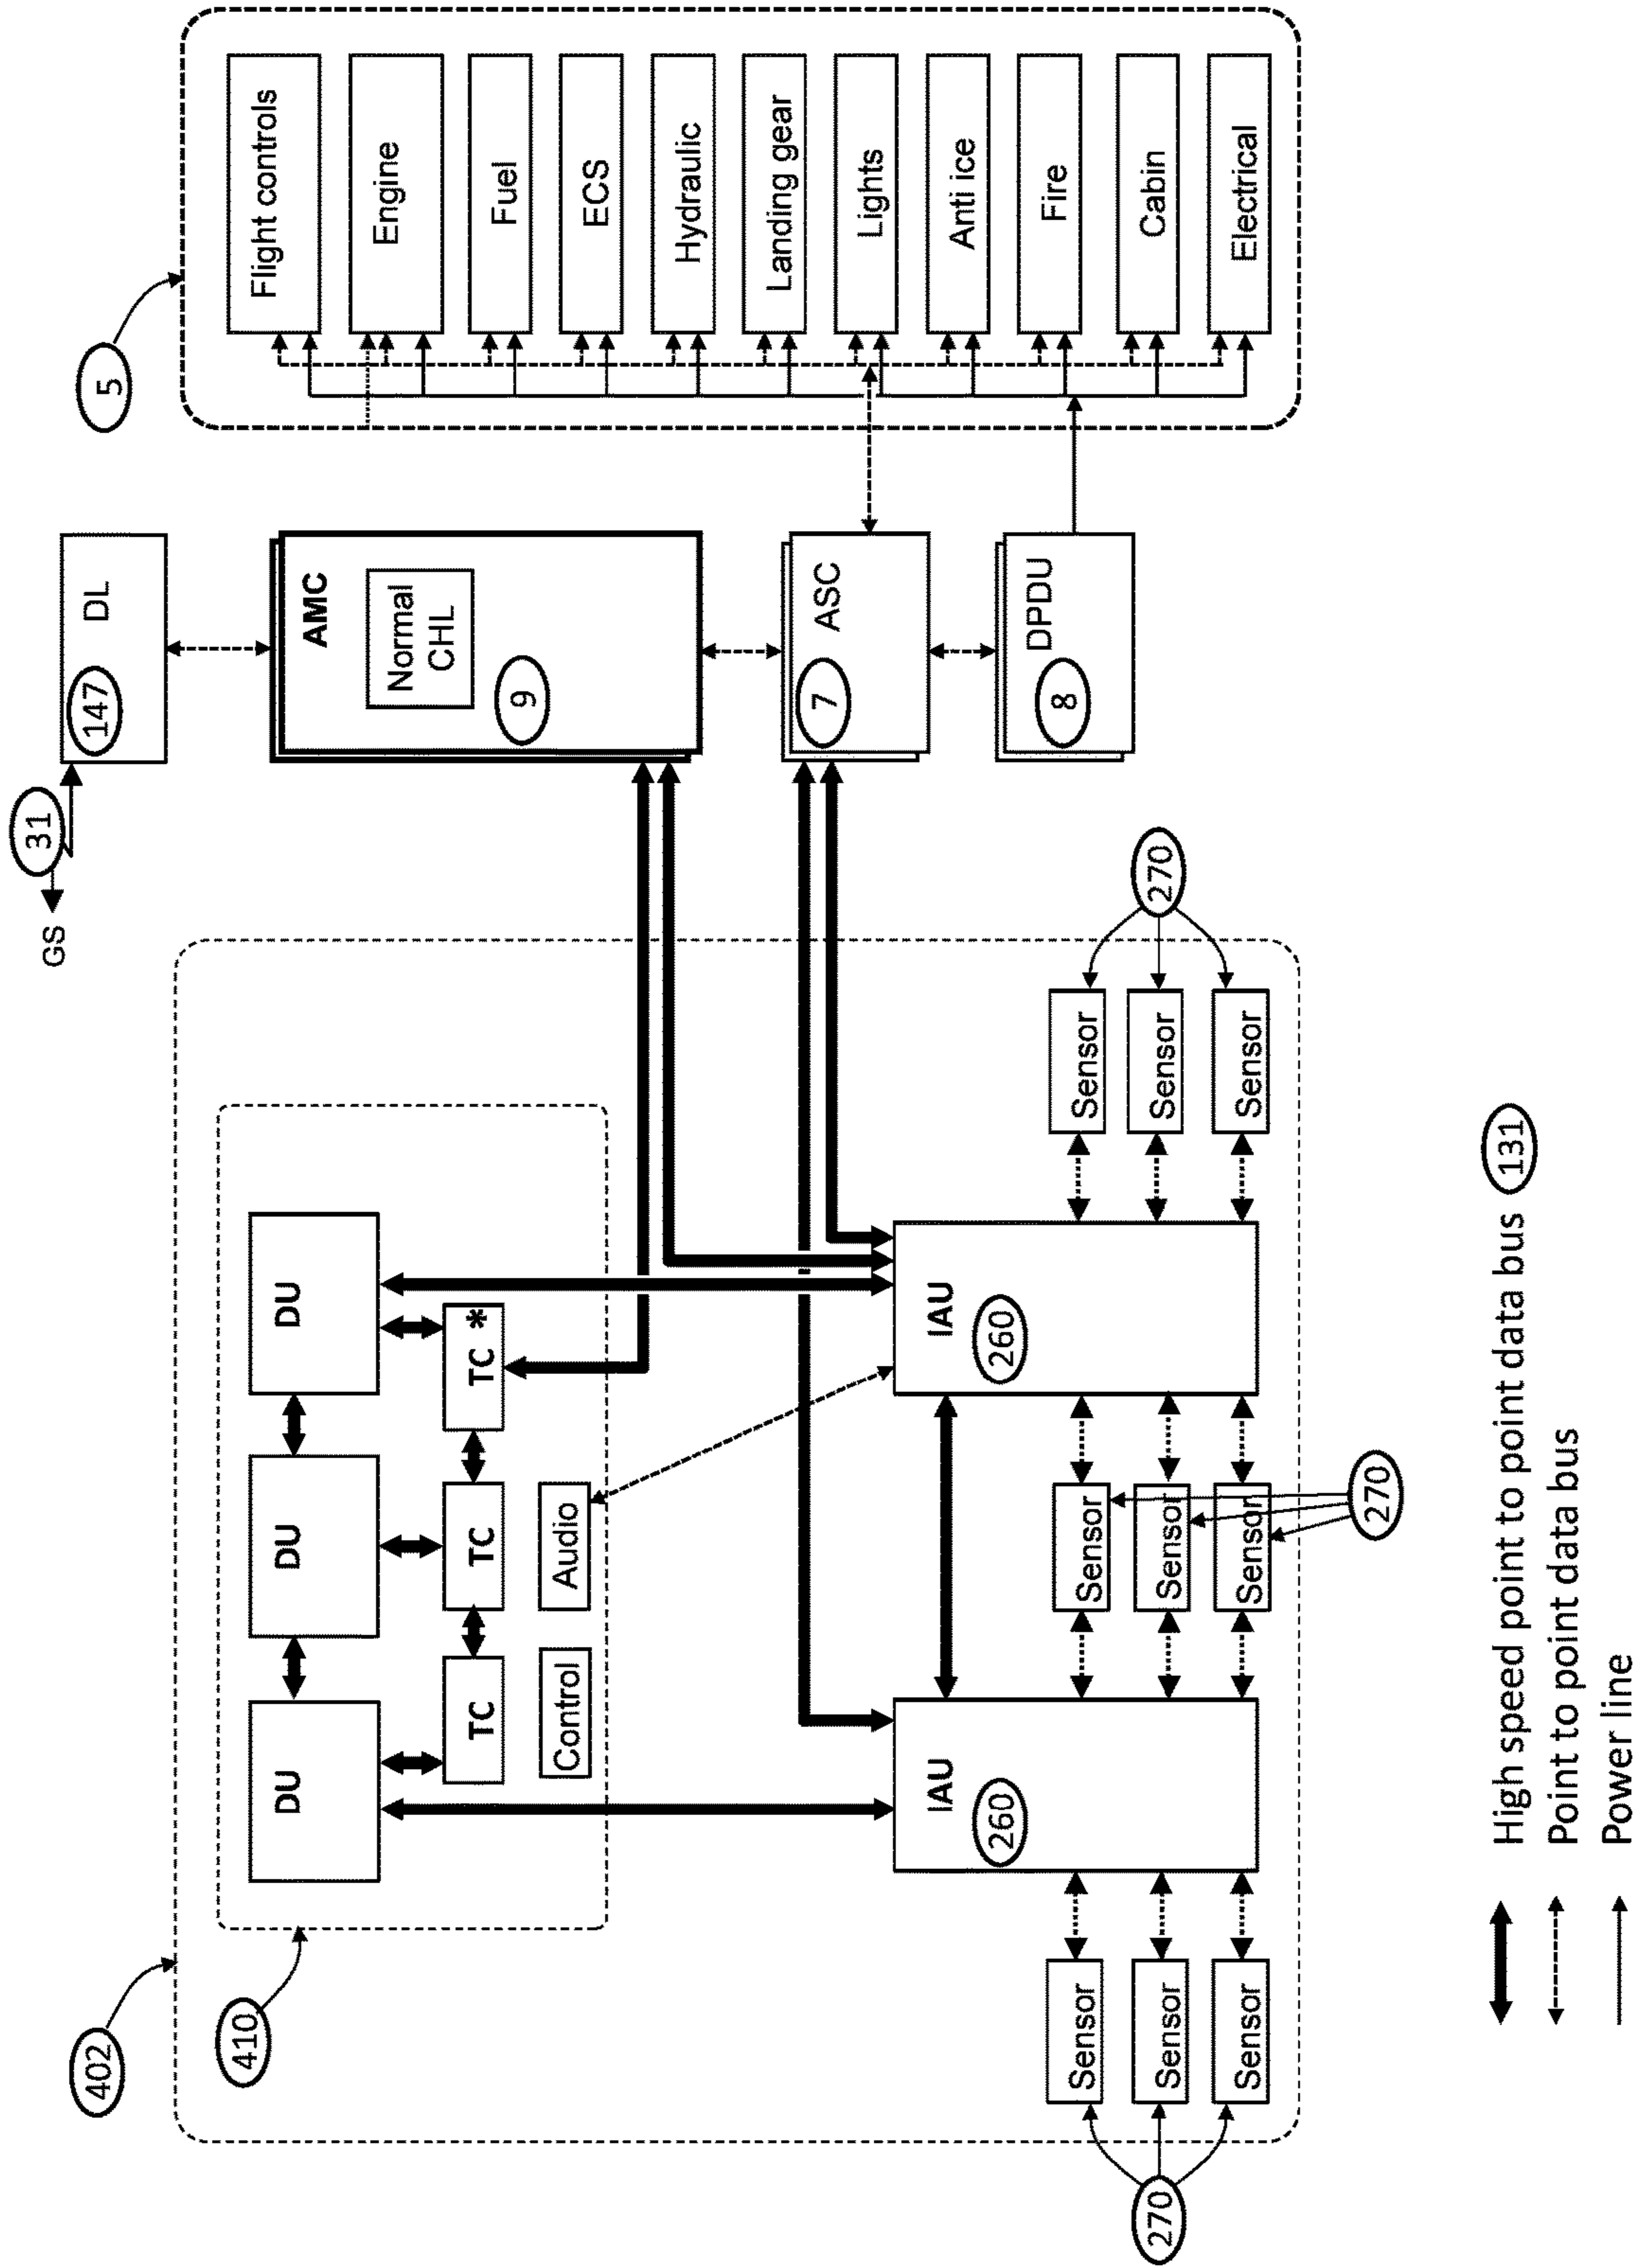 402
410
GS
31
147
DL
5
DU
DU
DU
TC
TC
TC *
Control
Audio
AMC
Normal
CHL
9
Flight controls
Engine
Fuel
ECS
Hydraulic
Landing gear
Lights
Anti ice
Fire
Cabin
Electrical
7
ASC
8
DPDU
IAU
260
IAU
260
Sensor
Sensor
Sensor
Sensor
Sensor
Sensor
Sensor
Sensor
Sensor
270
270
270
High speed point to point data bus 131
Point to point data bus
Power line